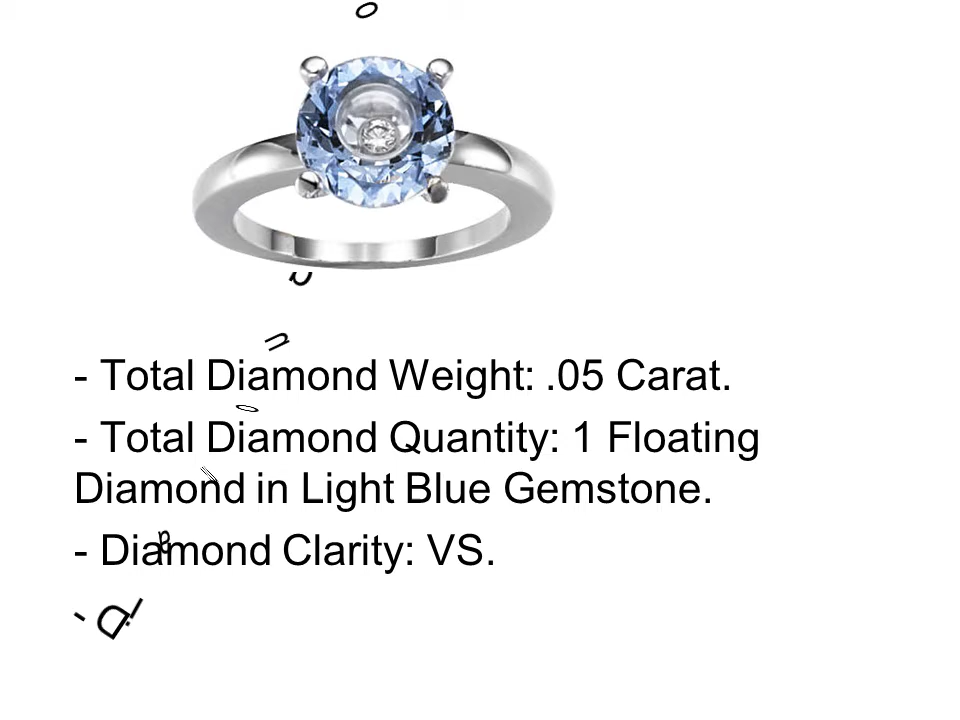 - Total Diamond Weight: .05 Carat.
- Total Diamond Quantity: 1 Floating
Diamond in Light Blue Gemstone.
- Diamond Clarity: VS.